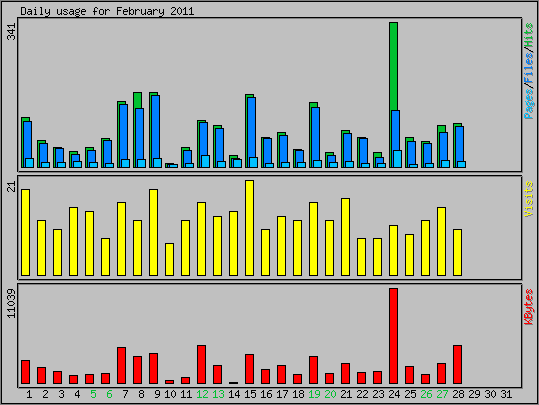 Daily usage for February 2011
341
Pages/Files/Hits
21
Visits
11039
KBytes
1 2 3 4 5 6 7 8 9 10 11 12 13 14 15 16 17 18 19 20 21 22 23 24 25 26 27 28 29 30 31